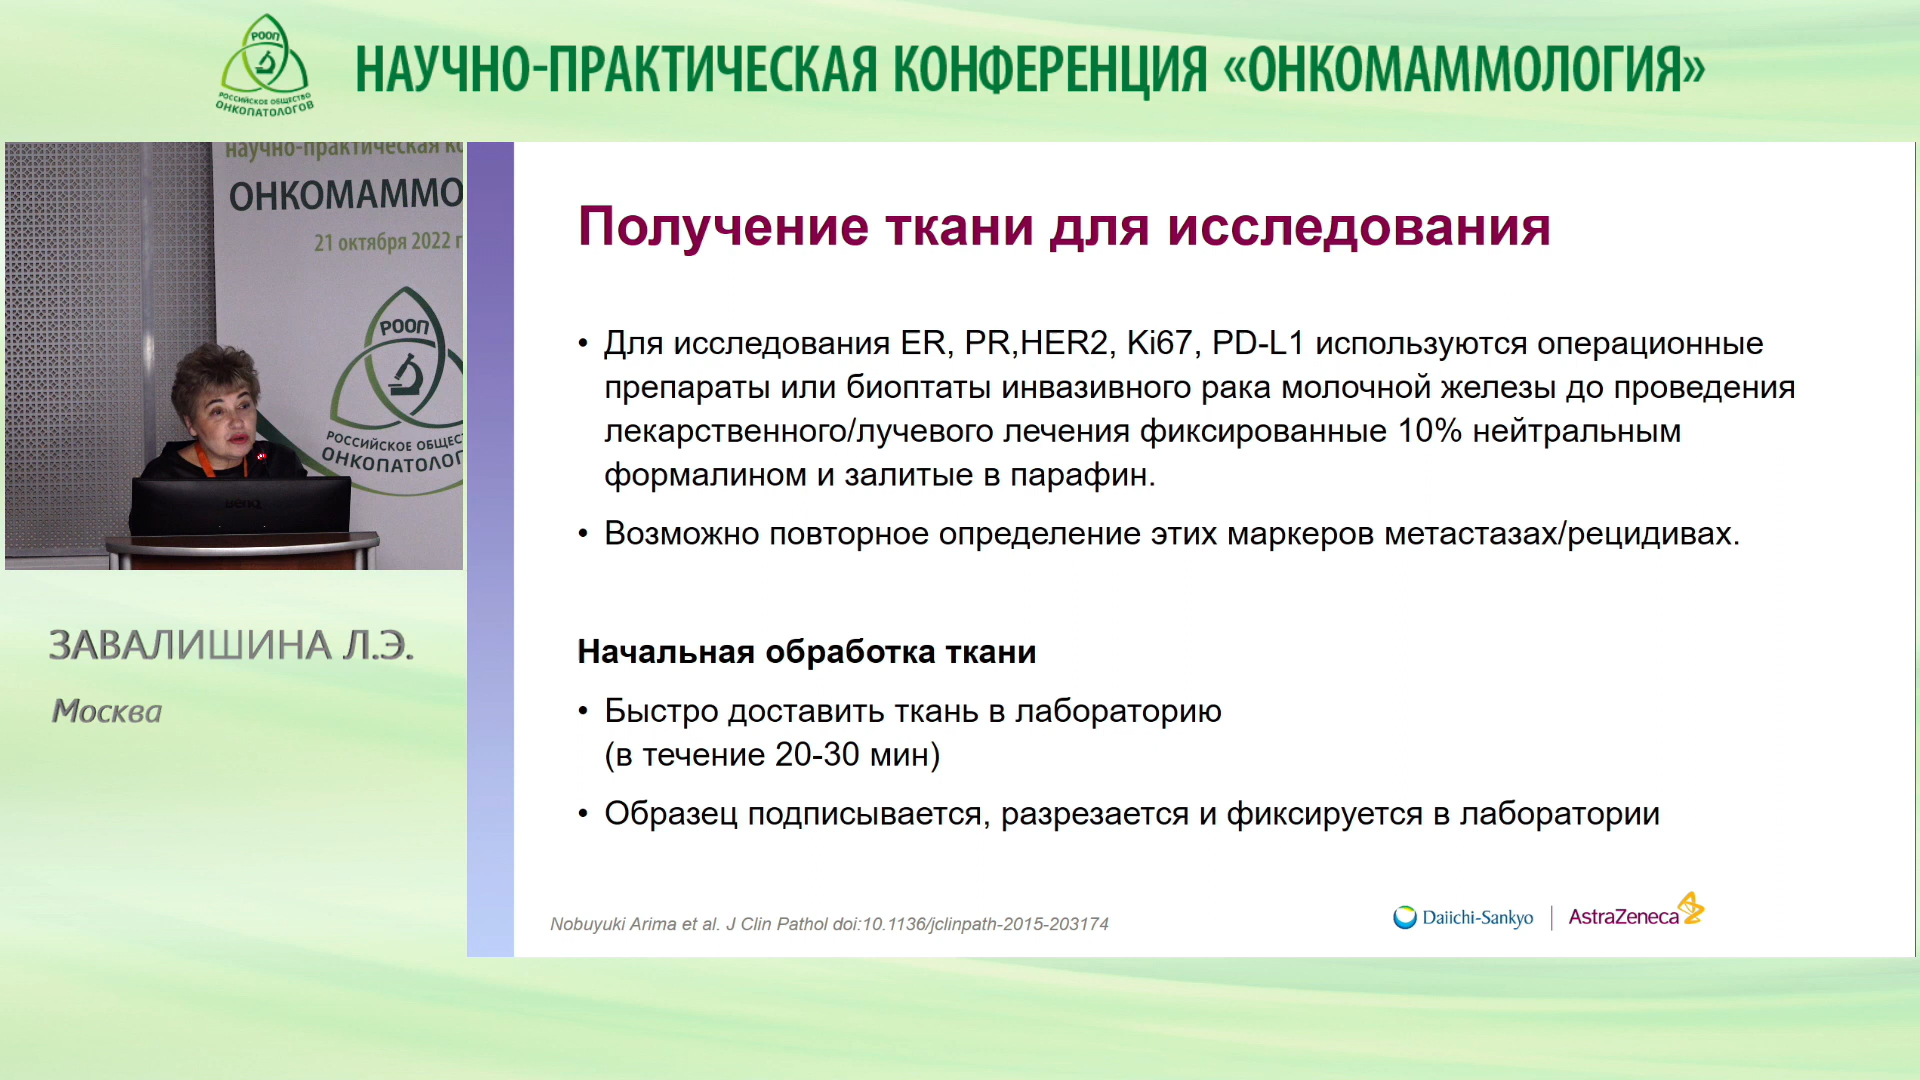 РООП
РОССИЙСКОЕ ОБЩЕСТВО
ОНКОПАТОЛОГОВ
НАУЧНО-ПРАКТИЧЕСКАЯ КОНФЕРЕНЦИЯ «ОНКОМАММОЛОГИЯ»
научно-практическая ко
ОНКОМАММО
21 октября 2022 г
РООП
РОССИЙСКОЕ ОБЩЕС
ОНКОПАТОЛОГ
BenQ
ЗАВАЛИШИНА Л.Э.
Москва
Получение ткани для исследования
• Для исследования ER, PR,HER2, Ki67, PD-L1 используются операционные
препараты или биоптаты инвазивного рака молочной железы до проведения
лекарственного/лучевого лечения фиксированные 10% нейтральным
формалином и залитые в парафин.
• Возможно повторное определение этих маркеров метастазах/рецидивах.
Начальная обработка ткани
• Быстро доставить ткань в лабораторию
(в течение 20-30 мин)
• Образец подписывается, разрезается и фиксируется в лаборатории
Nobuyuki Arima et al. J Clin Pathol doi:10.1136/jclinpath-2015-203174
Daiichi-Sankyo | AstraZeneca